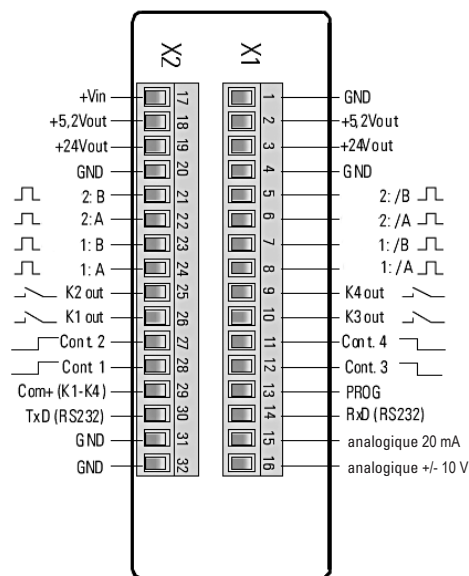 X2 X1
+Vin 17 1 GND
+5,2Vout 18 2 +5,2Vout
+24Vout 19 3 +24Vout
GND 20 4 GND
2: B 21 5 2: /B
2: A 22 6 2: /A
1: B 23 7 1: /B
1: A 24 8 1: /A
K2 out 25 9 K4 out
K1 out 26 10 K3 out
Cont. 2 27 11 Cont. 4
Cont. 1 28 12 Cont. 3
Com+ (K1-K4) 29 13 PROG
TxD (RS232) 30 14 RxD (RS232)
GND 31 15 analogique 20 mA
GND 32 16 analogique +/- 10 V